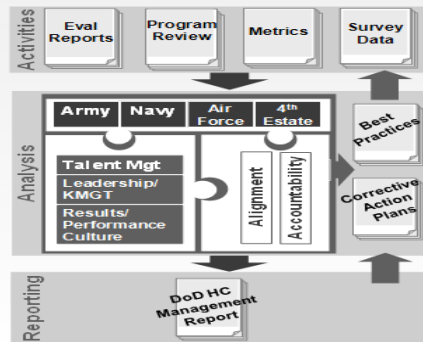 Activities
Eval
Reports
Program
Review
Metrics
Survey
Data
Analysis
Army
Navy
Air
Force
4th
Estate
Talent Mgt
Leadership/
KMGT
Results/
Performance
Culture
Alignment
Accountability
Best
Practices
Corrective
Action
Plans
Reporting
DoD HC
Management
Report